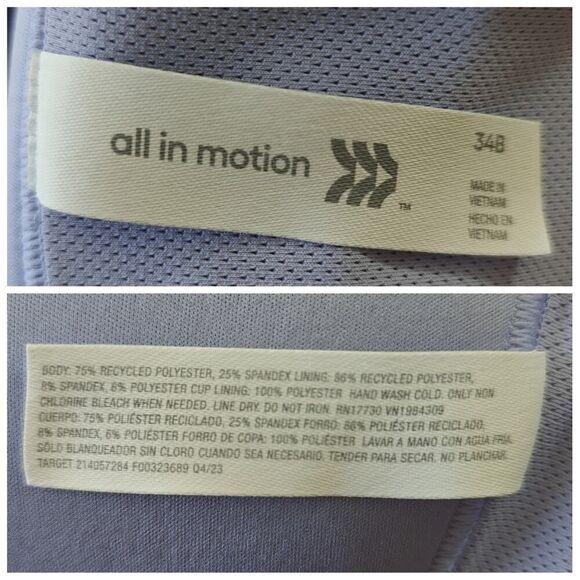 all in motion
TM
34B
MADE IN
VIETNAM
HECHO EN
VIETNAM
BODY: 75% RECYCLED POLYESTER, 25% SPANDEX LINING: 86% RECYCLED POLYESTER,
8% SPANDEX, 6% POLYESTER CUP LINING: 100% POLYESTER HAND WASH COLD. ONLY NON
CHLORINE BLEACH WHEN NEEDED. LINE DRY. DO NOT IRON. RN17730 VN1984309
CUERPO: 75% POLIÉSTER RECICLADO, 25% SPANDEX FORRO: 86% POLIÉSTER RECICLADO,
8% SPANDEX, 6% POLIÉSTER FORRO DE COPA: 100% POLIÉSTER LAVAR A MANO CON AGUA FRÍA.
SÓLO BLANQUEADOR SIN CLORO CUANDO SEA NECESARIO. TENDER PARA SECAR. NO PLANCHAR.
TARGET 214057284 F00323689 Q4/23